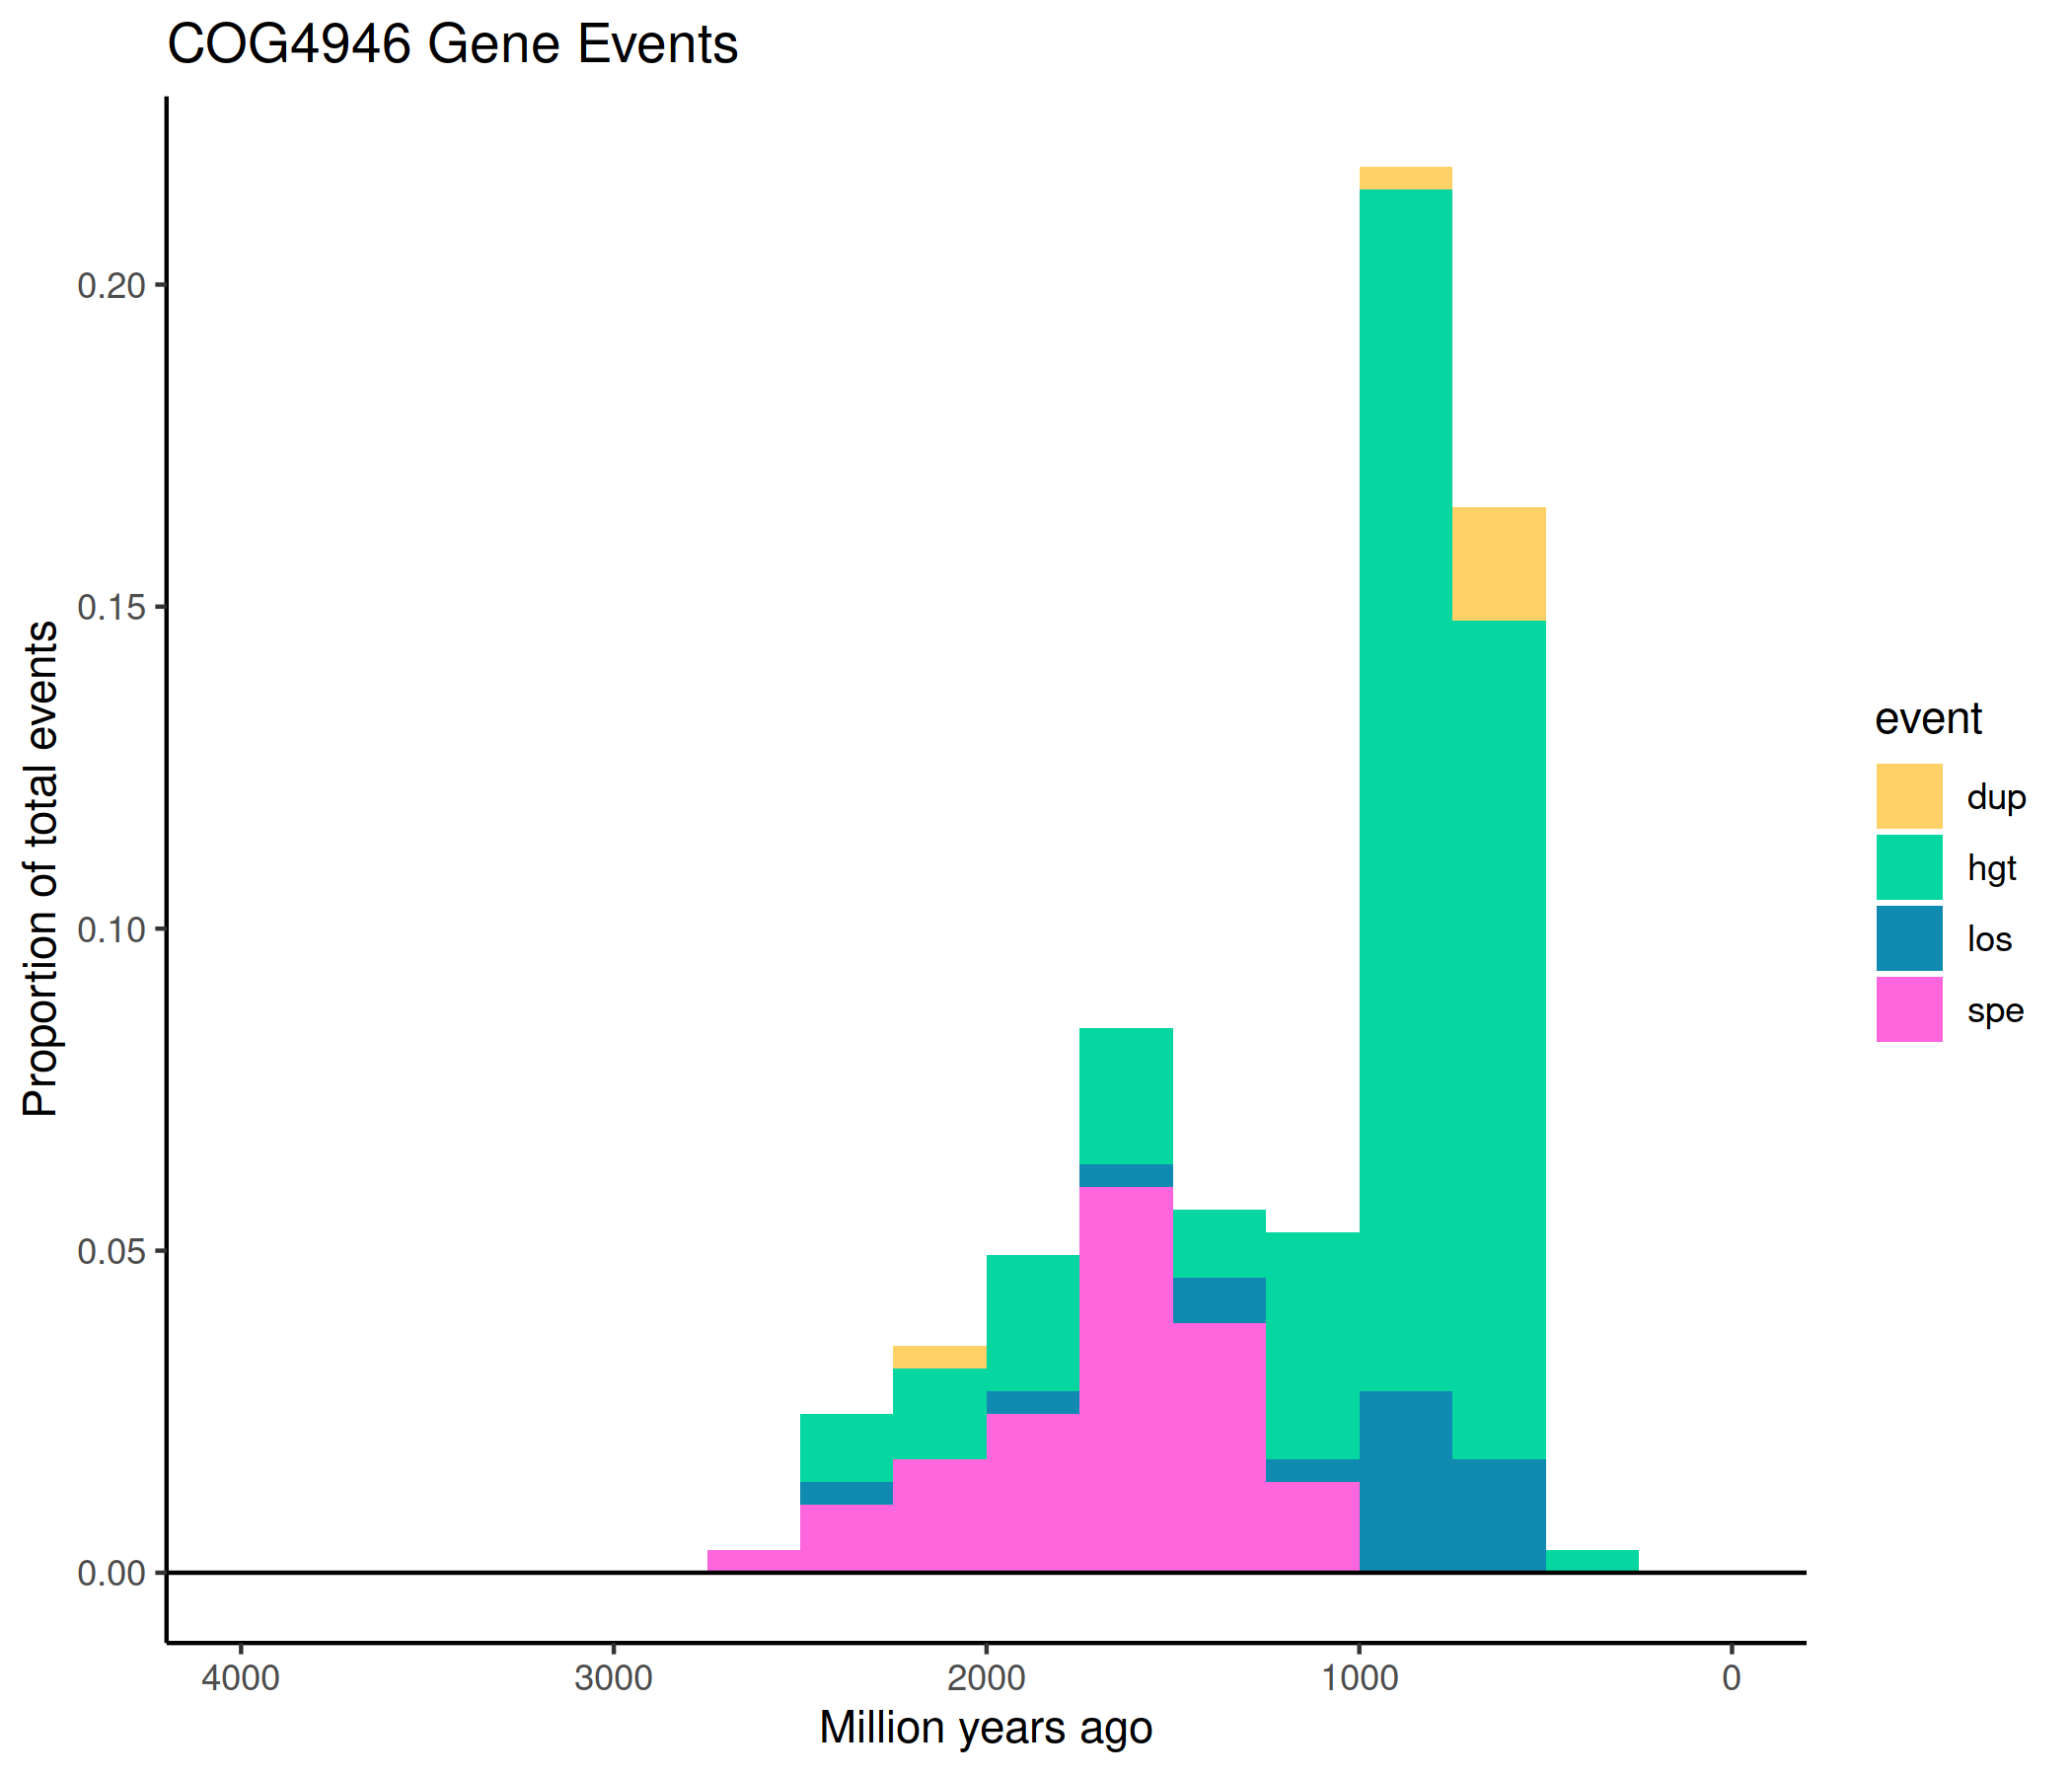 COG4946 Gene Events
Proportion of total events
0.20
0.15
0.10
0.05
0.00
4000 3000 2000 1000 0
Million years ago
event
dup
hgt
los
spe